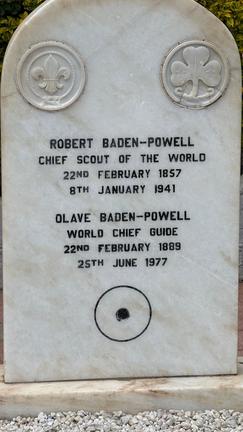 ROBERT BADEN-POWELL
CHIEF SCOUT OF THE WORLD
22ND FEBRUARY 1857
8TH JANUARY 1941
OLAVE BADEN-POWELL
WORLD CHIEF GUIDE
22ND FEBRUARY 1889
25TH JUNE 1977